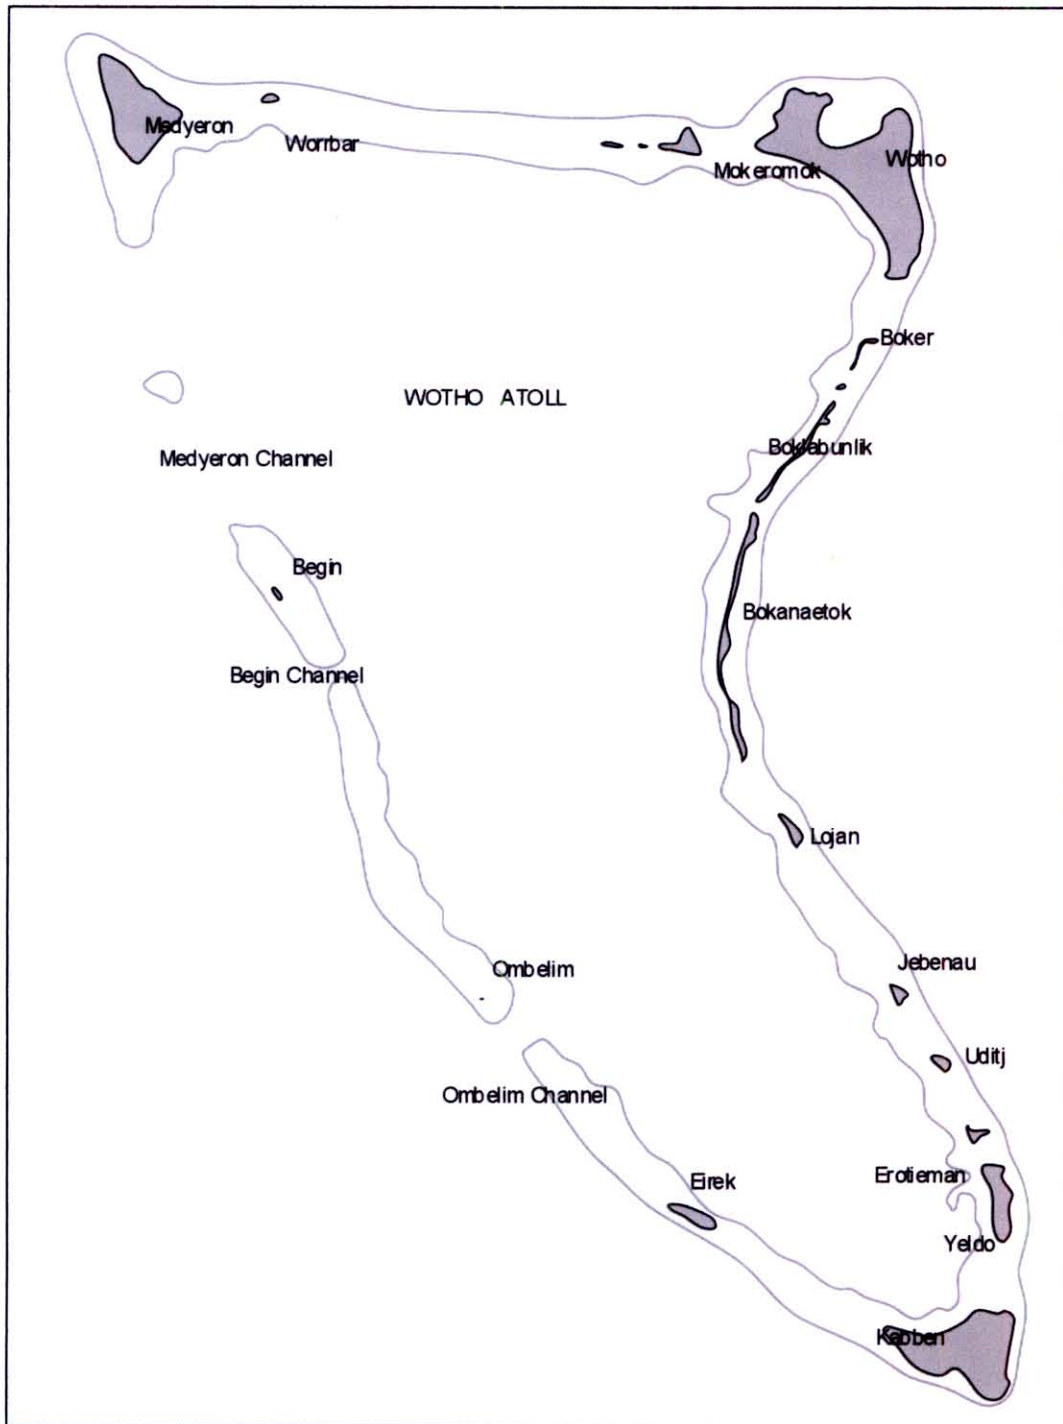 Medyeron
Worrbar
Mokeromok
Wotho
Boker
WOTHO ATOLL
Boklabunlik
Medyeron Channel
Begin
Bokanaetok
Begin Channel
Lojan
Jebenau
Ombelim
Uditj
Ombelim Channel
Erotieman
Eirek
Yeldo
Kabben